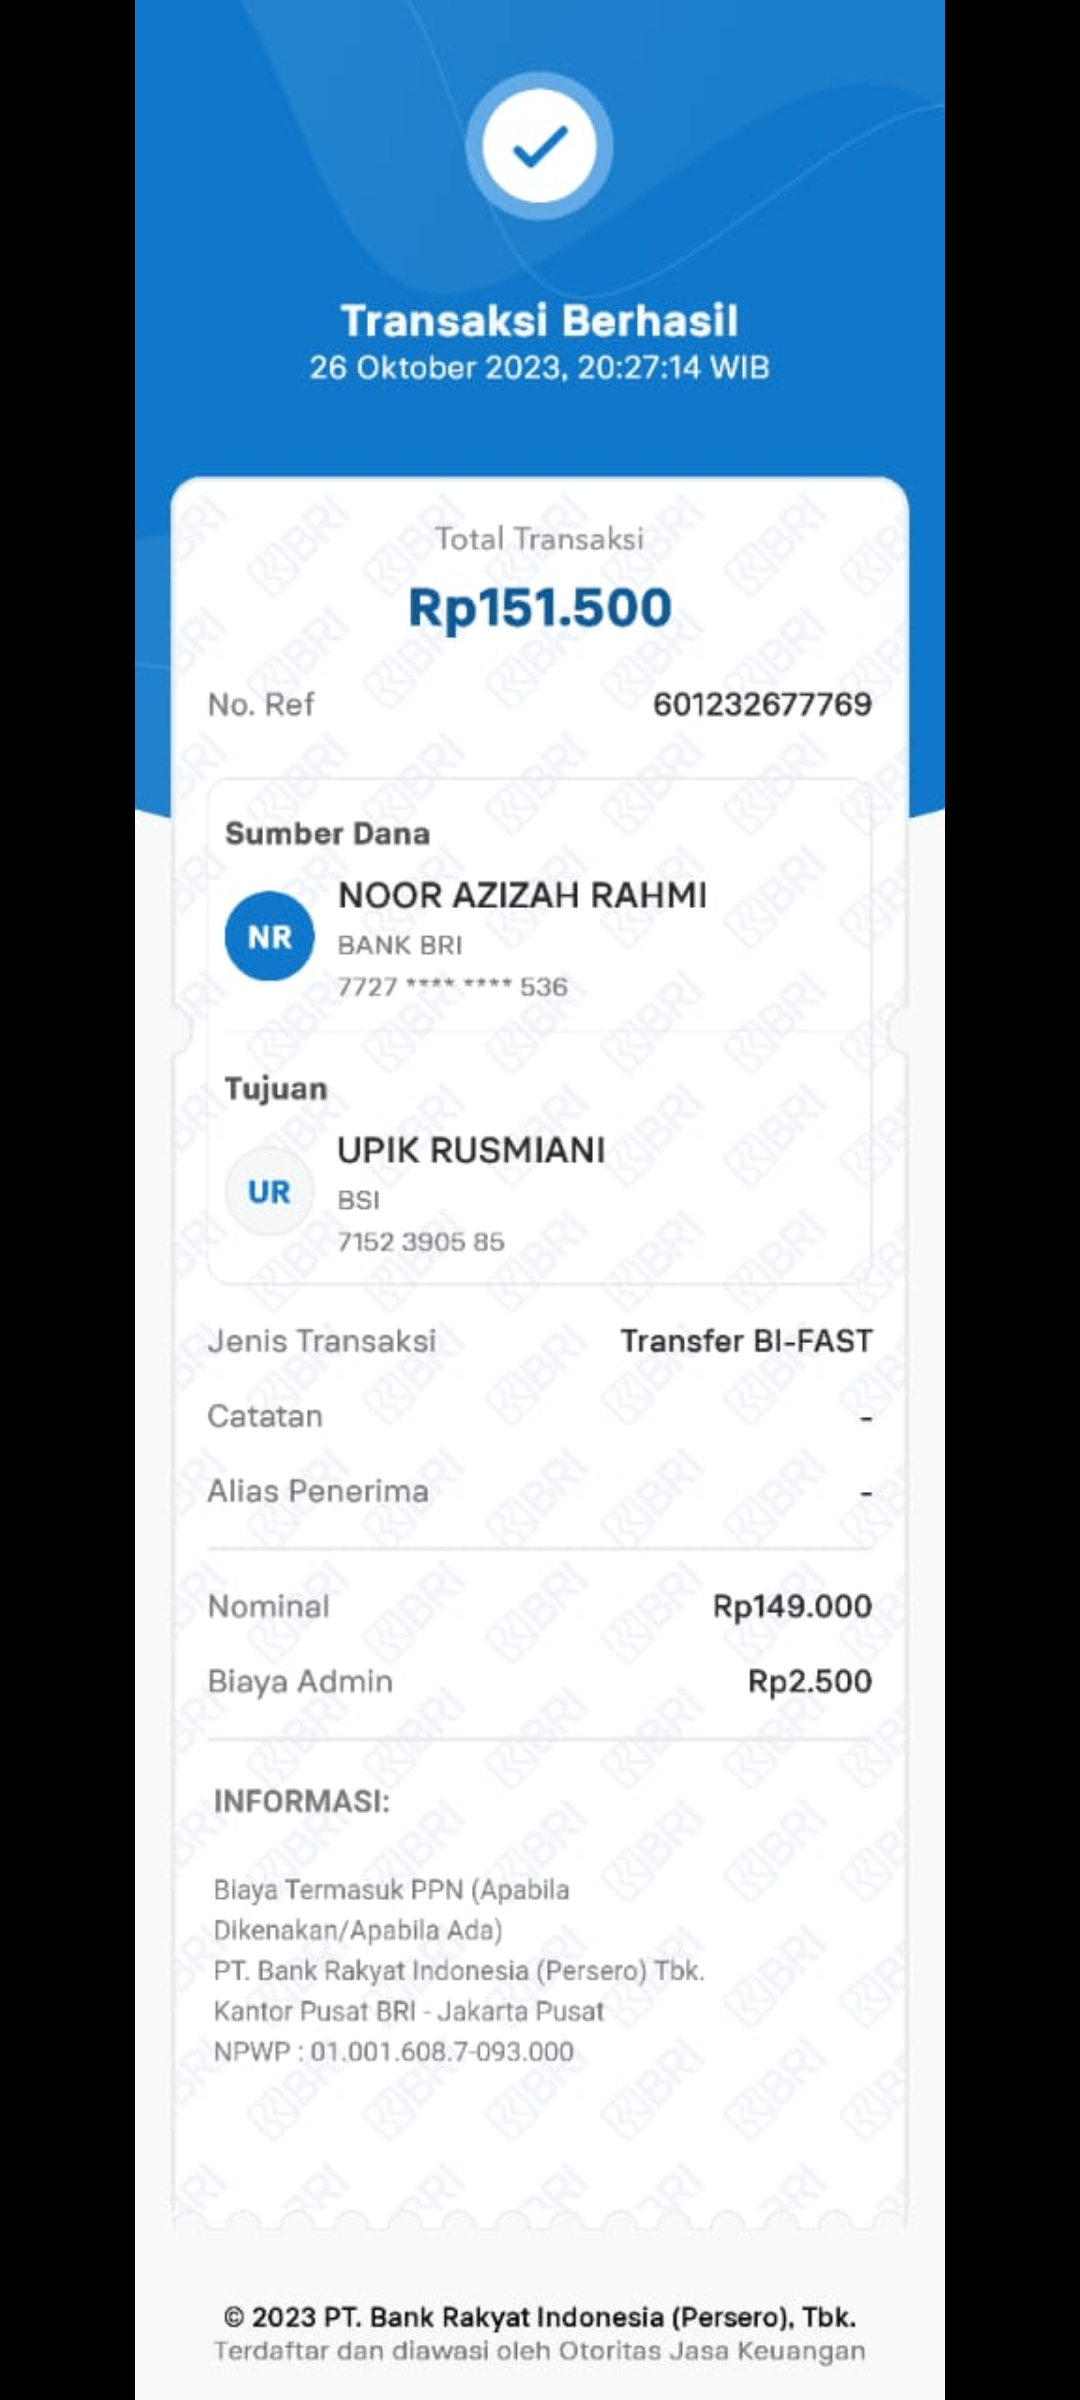 Transaksi Berhasil
26 Oktober 2023, 20:27:14 WIB
Total Transaksi
Rp151.500
No. Ref 601232677769
Sumber Dana
NR
NOOR AZIZAH RAHMI
BANK BRI
7727 **** **** 536
Tujuan
UR
UPIK RUSMIANI
BSI
7152 3905 85
Jenis Transaksi Transfer BI-FAST
Catatan -
Alias Penerima -
Nominal Rp149.000
Biaya Admin Rp2.500
INFORMASI:
Biaya Termasuk PPN (Apabila
Dikenakan/Apabila Ada)
PT. Bank Rakyat Indonesia (Persero) Tbk.
Kantor Pusat BRI - Jakarta Pusat
NPWP : 01.001.608.7-093.000
© 2023 PT. Bank Rakyat Indonesia (Persero), Tbk.
Terdaftar dan diawasi oleh Otoritas Jasa Keuangan